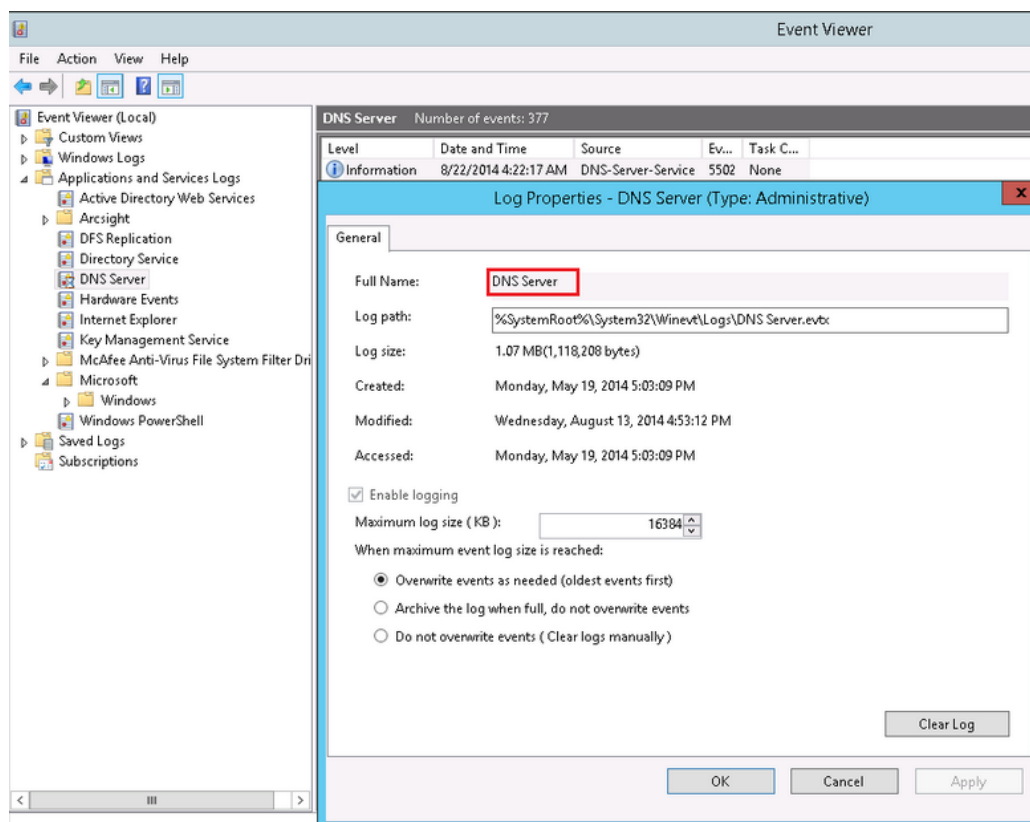 Event Viewer
File Action View Help
Event Viewer (Local)
Custom Views
Windows Logs
Applications and Services Logs
Active Directory Web Services
Arcsight
DFS Replication
Directory Service
DNS Server
Hardware Events
Internet Explorer
Key Management Service
McAfee Anti-Virus File System Filter Dri
Microsoft
Windows
Windows PowerShell
Saved Logs
Subscriptions
DNS Server Number of events: 377
Level Date and Time Source Ev... Task C...
Information 8/22/2014 4:22:17 AM DNS-Server-Service 5502 None
Log Properties - DNS Server (Type: Administrative)
General
Full Name: DNS Server
Log path: %SystemRoot%\System32\Winevt\Logs\DNS Server.evtx
Log size: 1.07 MB(1,118,208 bytes)
Created: Monday, May 19, 2014 5:03:09 PM
Modified: Wednesday, August 13, 2014 4:53:12 PM
Accessed: Monday, May 19, 2014 5:03:09 PM
Enable logging
Maximum log size ( KB ): 16384
When maximum event log size is reached:
Overwrite events as needed (oldest events first)
Archive the log when full, do not overwrite events
Do not overwrite events ( Clear logs manually )
Clear Log
OK Cancel Apply